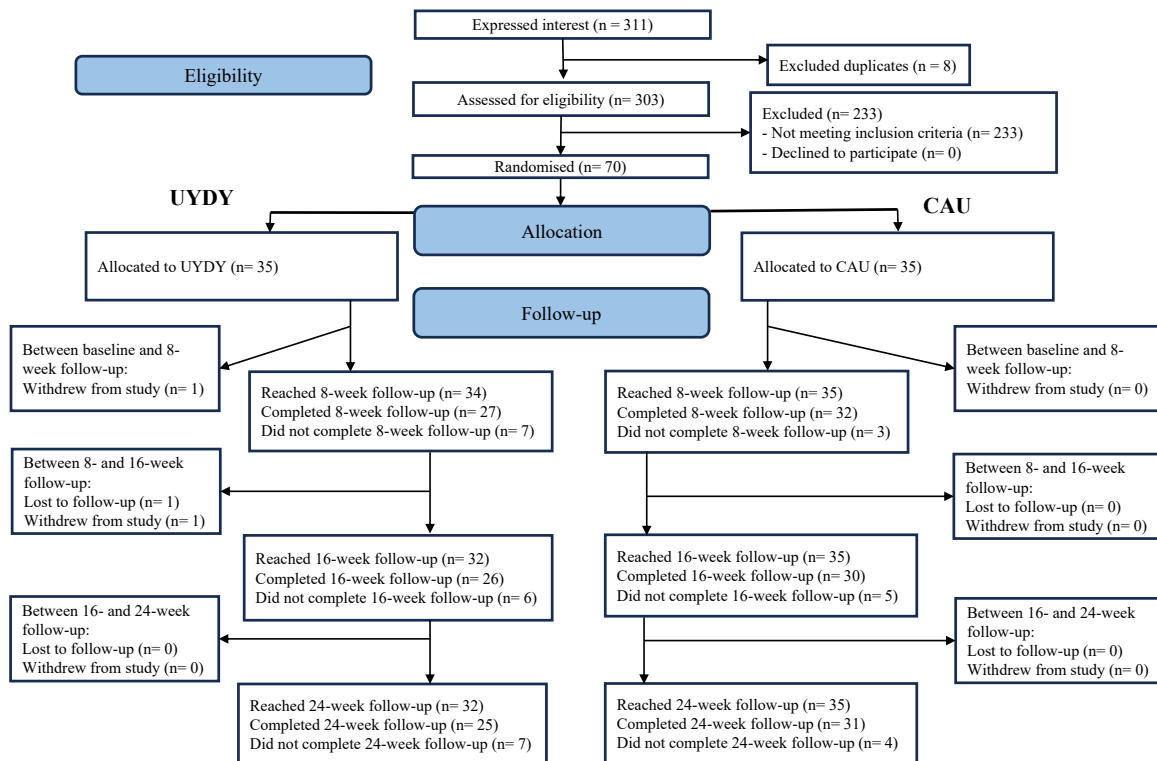 Expressed interest (n = 311)
Eligibility
Excluded duplicates (n = 8)
Assessed for eligibility (n= 303)
Excluded (n= 233)
- Not meeting inclusion criteria (n= 233)
- Declined to participate (n= 0)
Randomised (n= 70)
UYDY
CAU
Allocation
Allocated to UYDY (n= 35)
Allocated to CAU (n= 35)
Follow-up
Between baseline and 8-
week follow-up:
Withdrew from study (n= 1)
Between baseline and 8-
week follow-up:
Withdrew from study (n= 0)
Reached 8-week follow-up (n= 34)
Completed 8-week follow-up (n= 27)
Did not complete 8-week follow-up (n= 7)
Reached 8-week follow-up (n= 35)
Completed 8-week follow-up (n= 32)
Did not complete 8-week follow-up (n= 3)
Between 8- and 16-week
follow-up:
Lost to follow-up (n= 1)
Withdrew from study (n= 1)
Between 8- and 16-week
follow-up:
Lost to follow-up (n= 0)
Withdrew from study (n= 0)
Reached 16-week follow-up (n= 32)
Completed 16-week follow-up (n= 26)
Did not complete 16-week follow-up (n= 6)
Reached 16-week follow-up (n= 35)
Completed 16-week follow-up (n= 30)
Did not complete 16-week follow-up (n= 5)
Between 16- and 24-week
follow-up:
Lost to follow-up (n= 0)
Withdrew from study (n= 0)
Between 16- and 24-week
follow-up:
Lost to follow-up (n= 0)
Withdrew from study (n= 0)
Reached 24-week follow-up (n= 32)
Completed 24-week follow-up (n= 25)
Did not complete 24-week follow-up (n= 7)
Reached 24-week follow-up (n= 35)
Completed 24-week follow-up (n= 31)
Did not complete 24-week follow-up (n= 4)